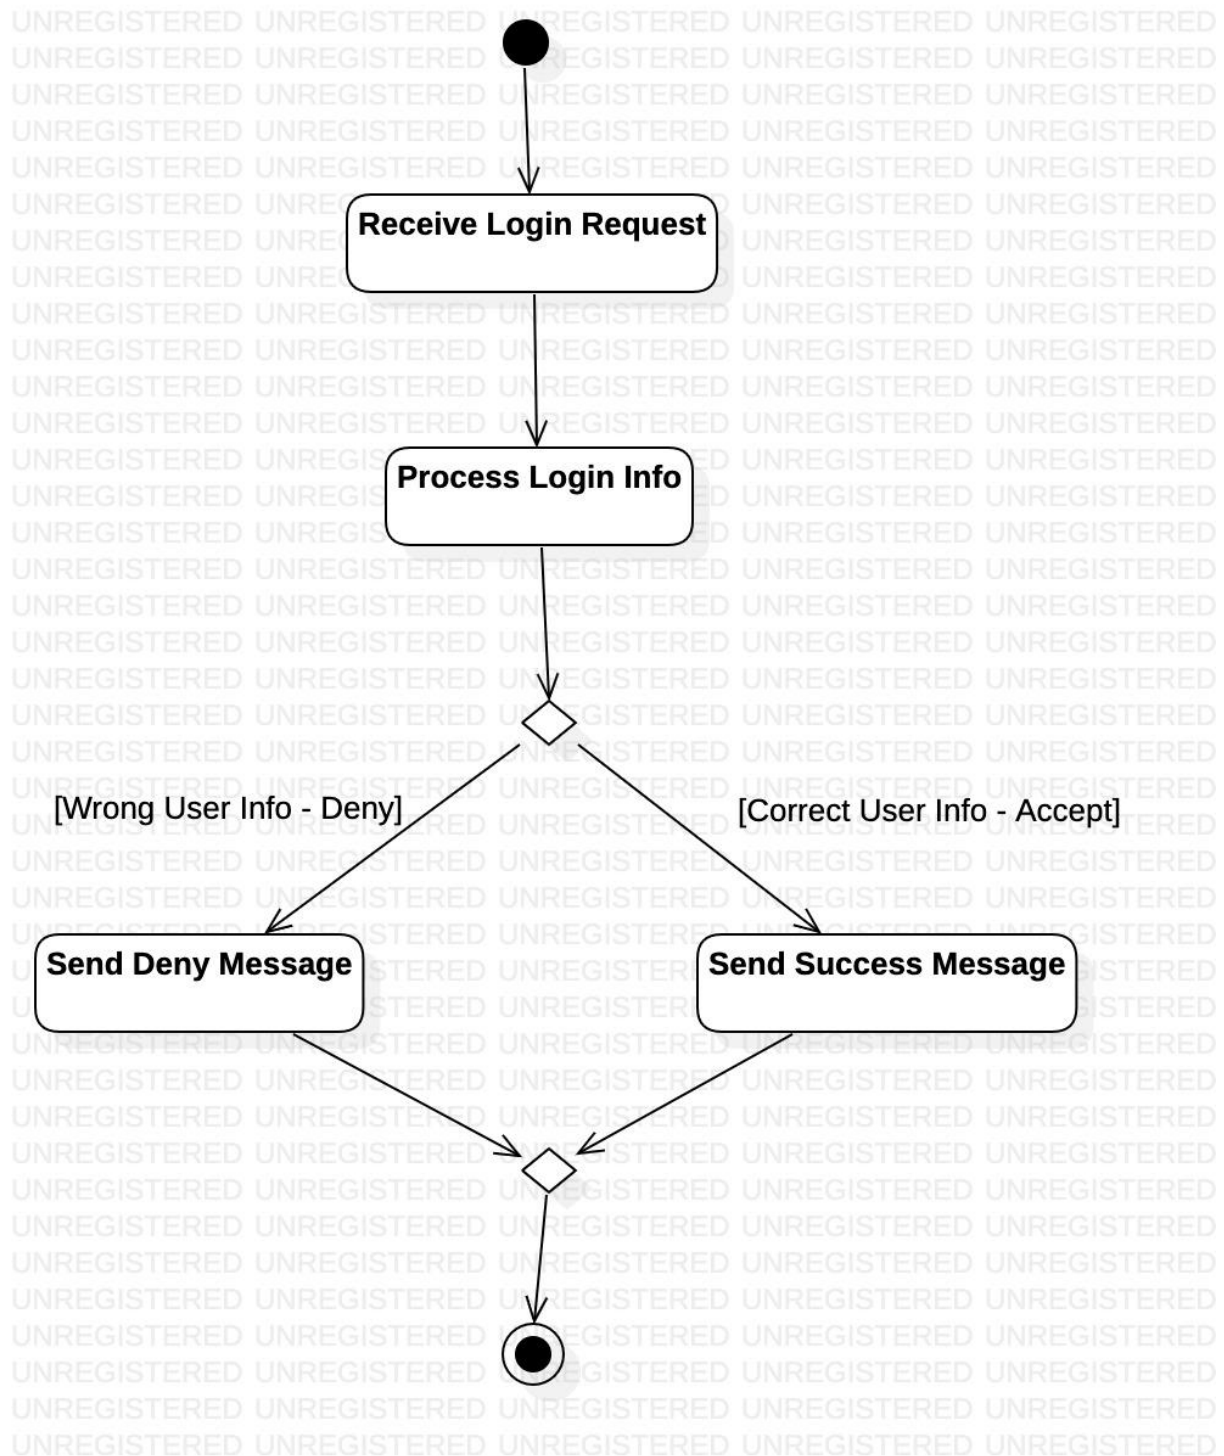 Receive Login Request
Process Login Info
[Wrong User Info - Deny]
[Correct User Info - Accept]
Send Deny Message
Send Success Message
UNREGISTERED